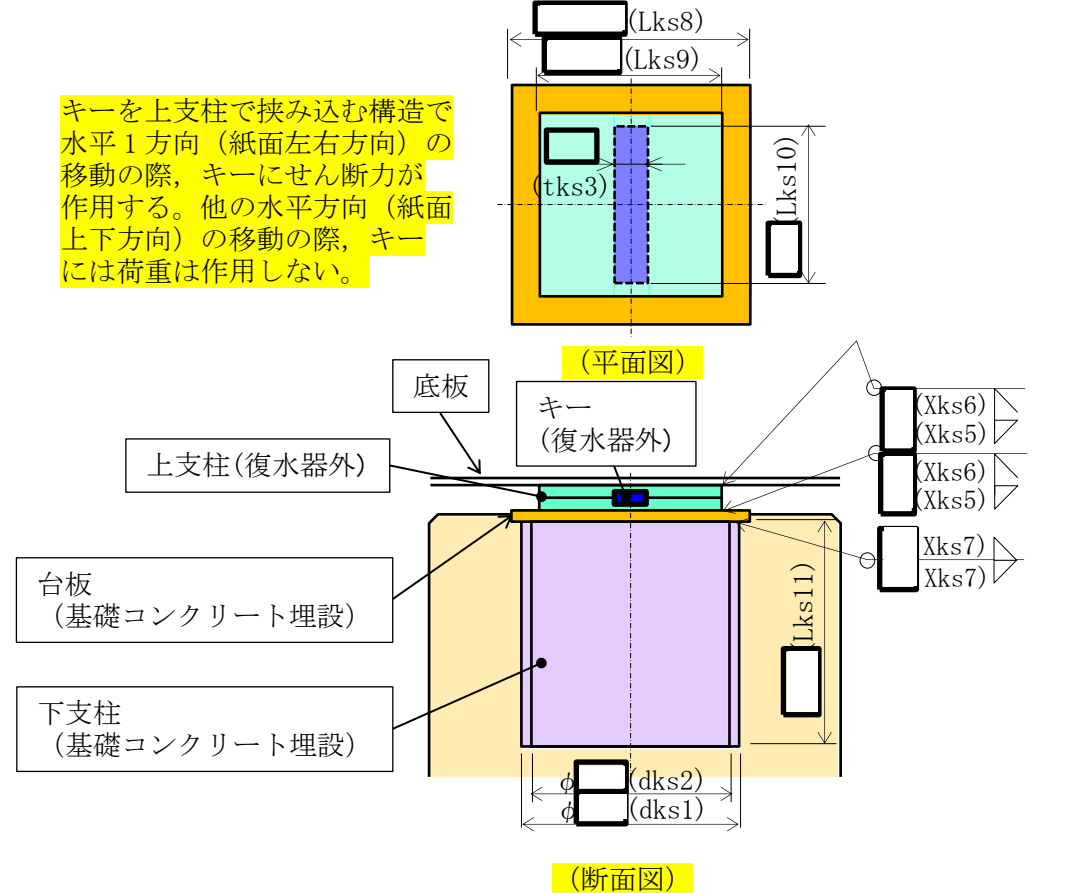 (Lks8)
(Lks9)
キーを上支柱で挟み込む構造で
水平1方向（紙面左右方向）の
移動の際，キーにせん断力が
作用する。他の水平方向（紙面
上下方向）の移動の際，キー
には荷重は作用しない。
(tks3)
(Lks10)
（平面図）
底板
キー
(復水器外)
上支柱(復水器外)
(Xks6)
(Xks5)
(Xks6)
(Xks5)
Xks7)
Xks7)
台板
（基礎コンクリート埋設）
(Lks11)
下支柱
（基礎コンクリート埋設）
φ (dks2)
φ (dks1)
（断面図）